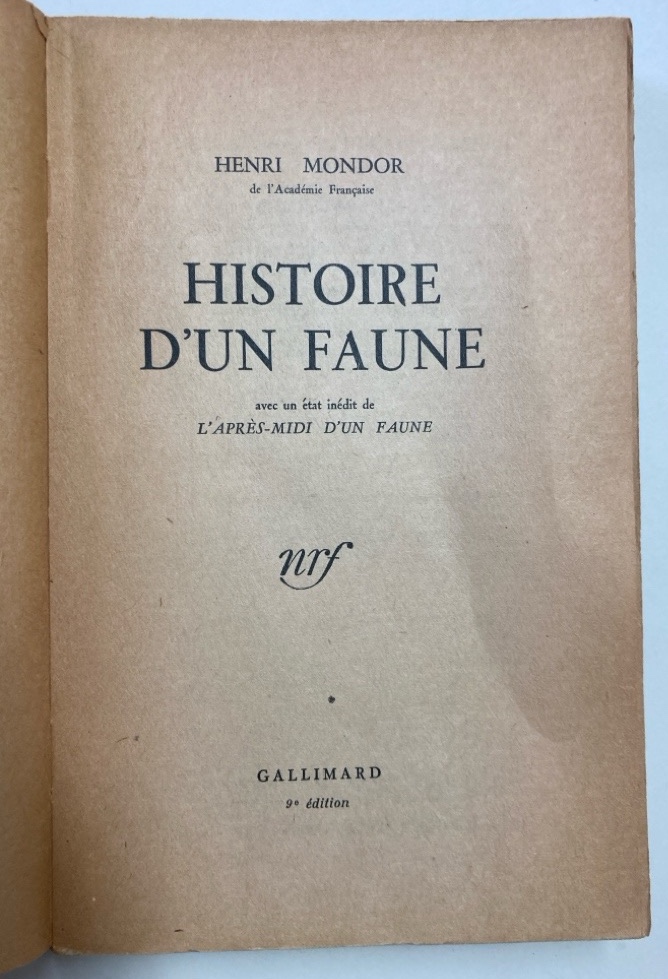 HENRI MONDOR
de l'Académie Française
HISTOIRE
D'UN FAUNE
avec un état inédit de
L'APRÈS-MIDI D'UN FAUNE
nrf
GALLIMARD
9e édition